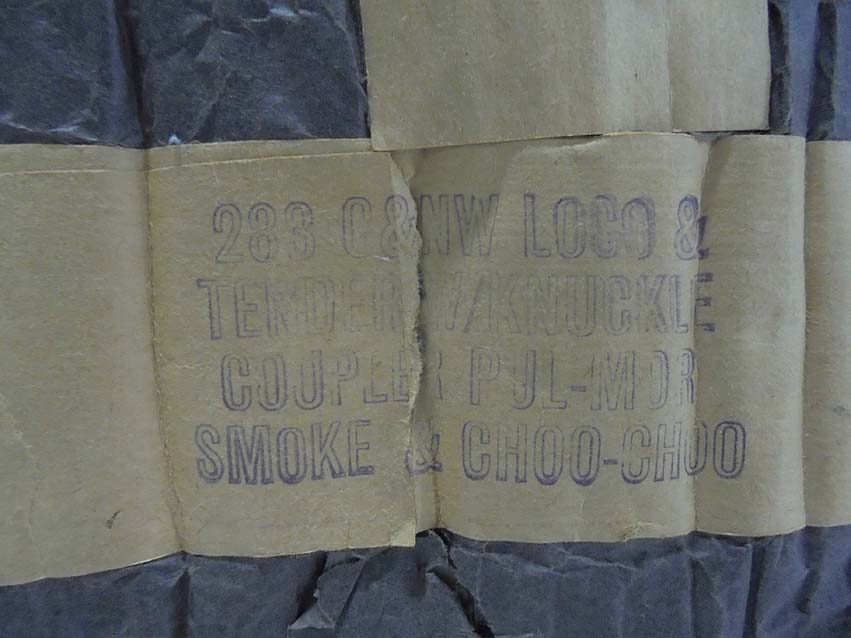 283 C&NW LOCO &
TENDER W/KNUCKLE
COUPLER PUL-MOR
SMOKE & CHOO-CHOO